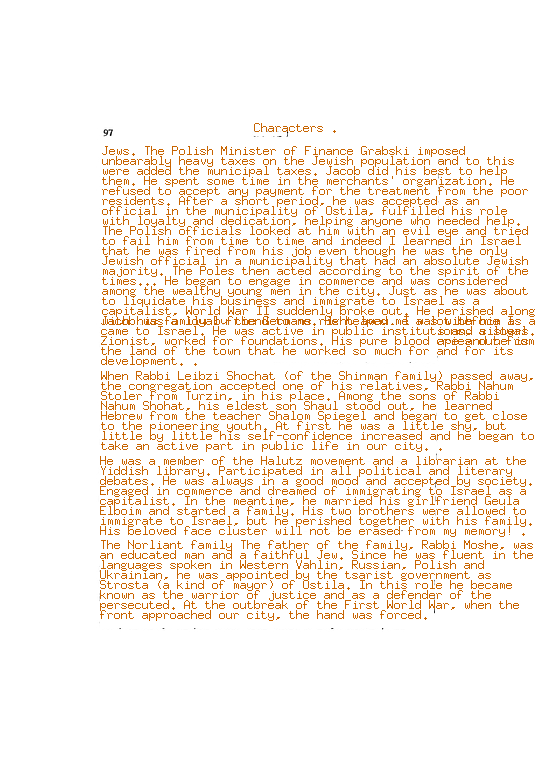 97
Characters .
Jews. The Polish Minister of Finance Grabski imposed
unbearably heavy taxes on the Jewish population and to this
were added the municipal taxes. Jacob did his best to help
them. He spent some time in the merchants' organization. He
refused to accept any payment for the treatment from the poor
residents. After a short period, he was accepted as an
official in the municipality of Ostila, fulfilled his role
with loyalty and dedication, helping anyone who needed help.
The Polish officials looked at him with an evil eye and tried
to fail him from time to time and indeed I learned in Israel
that he was fired from his job even though he was the only
Jewish official in a municipality that had an absolute Jewish
majority. The Poles then acted according to the spirit of the
times... He began to engage in commerce and was considered
among the wealthy young men in the city. Just as he was about
to liquidate his business and immigrate to Israel as a
capitalist, World War II suddenly broke out. He perished along
came to Israel. He was active in public institutions,
Zionist, worked for foundations. His pure blood
the land of the town that he worked so much for and for its
development. .
When Rabbi Leibzi Shochat (of the Shinman family) passed away,
the congregation accepted one of his relatives, Rabbi Nahum
Stoler from Turzin, in his place. Among the sons of Rabbi
Nahum Shohat, his eldest son Shaul stood out, he learned
Hebrew from the teacher Shalom Spiegel and began to get close
to the pioneering youth. At first he was a little shy, but
little by little his self-confidence increased and he began to
take an active part in public life in our city. .
He was a member of the Halutz movement and a librarian at the
Yiddish library. Participated in all political and literary
debates. He was always in a good mood and accepted by society.
Engaged in commerce and dreamed of immigrating to Israel as a
capitalist. In the meantime, he married his girlfriend Geula
Elboim and started a family. His two brothers were allowed to
immigrate to Israel, but he perished together with his family.
His beloved face cluster will not be erased from my memory! .
The Norliant family The father of the family, Rabbi Moshe, was
an educated man and a faithful Jew. Since he was fluent in the
languages spoken in Western Vahlin, Russian, Polish and
Ukrainian, he was appointed by the tsarist government as
Strosta (a kind of mayor) of Ostila. In this role he became
known as the warrior of justice and as a defender of the
persecuted. At the outbreak of the First World War, when the
front approached our city, the hand was forced.